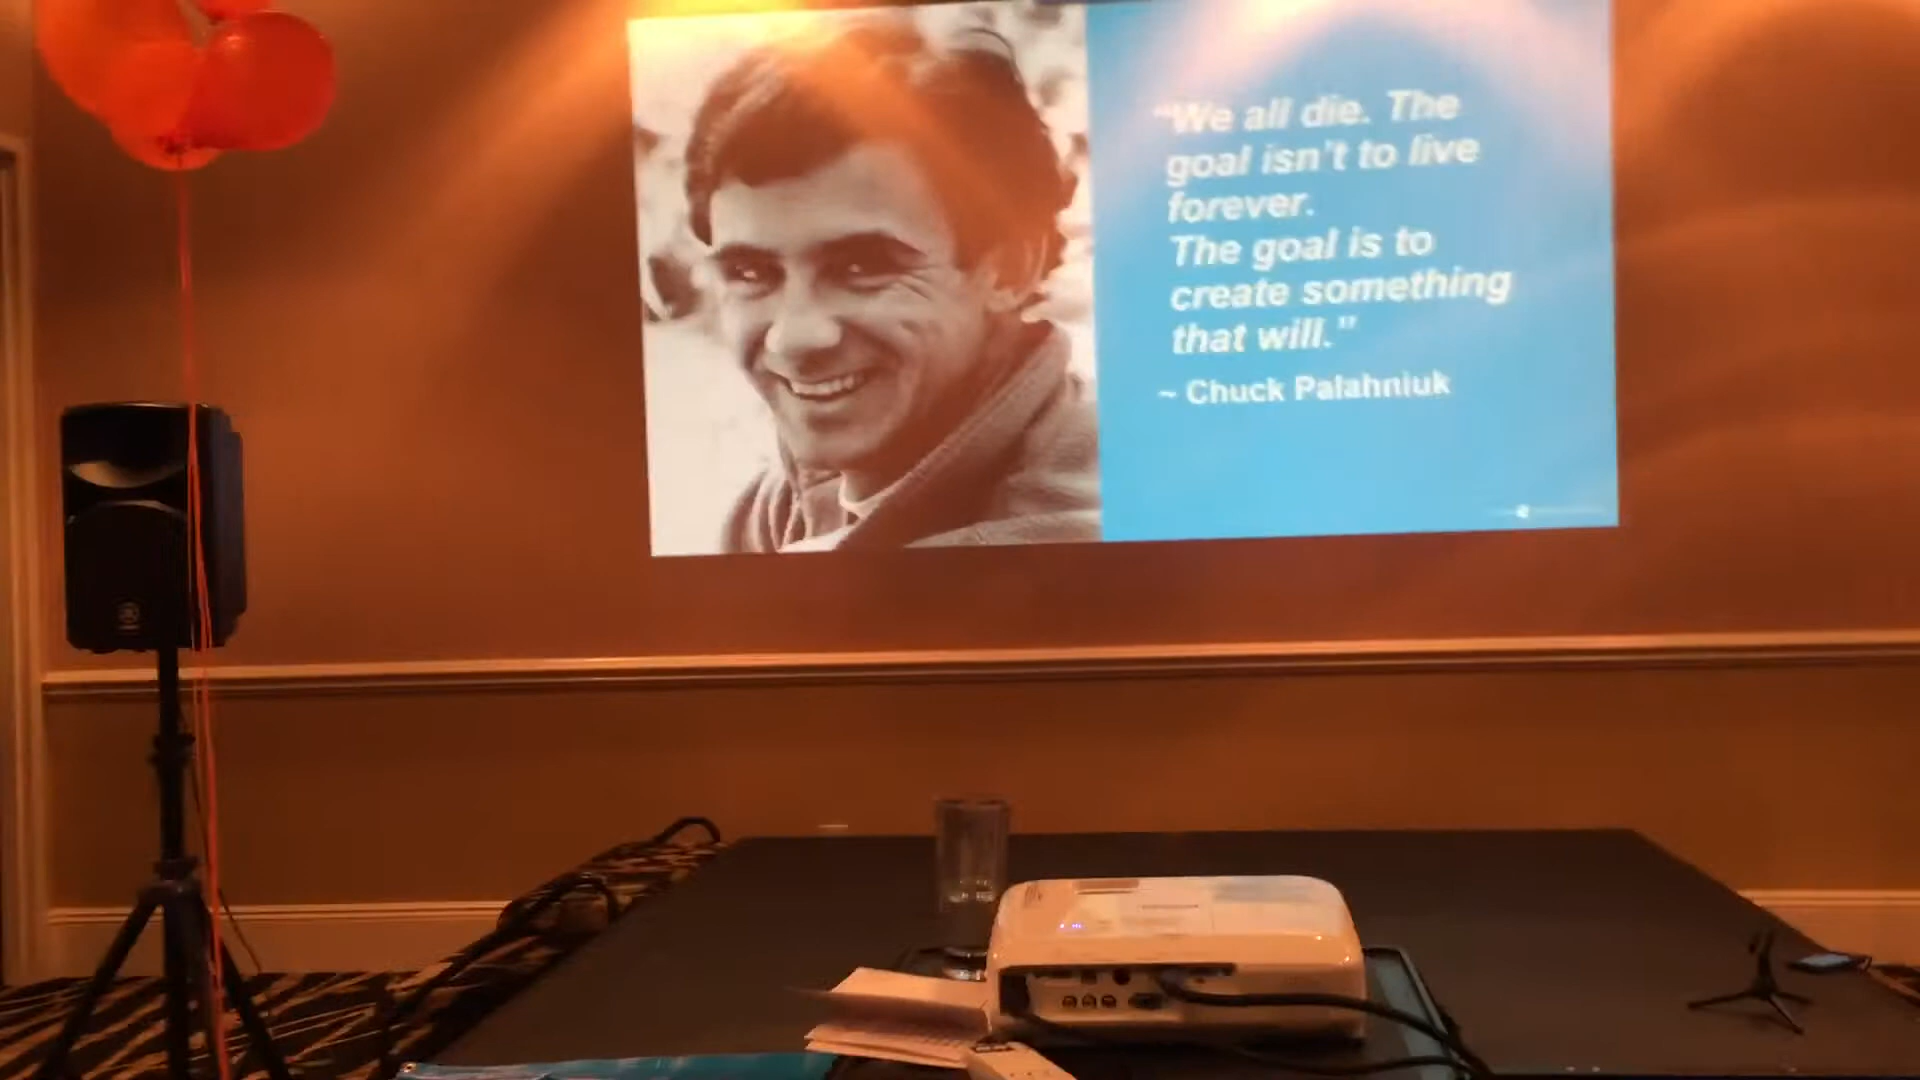 “We all die. The
goal isn’t to live
forever.
The goal is to
create something
that will.”
~ Chuck Palahniuk